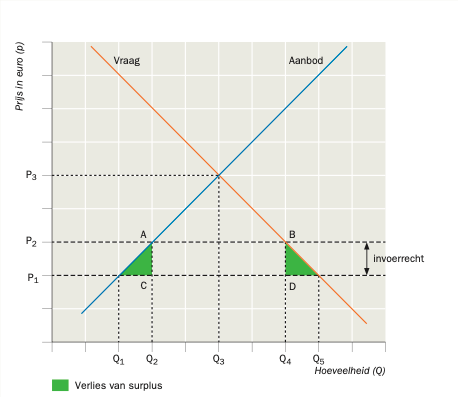 Prijs in euro (p)
Vraag
Aanbod
P3
A
B
P2
invoerrecht
P1
C
D
Q1
Q2
Q3
Q4
Q5
Hoeveelheid (Q)
Verlies van surplus